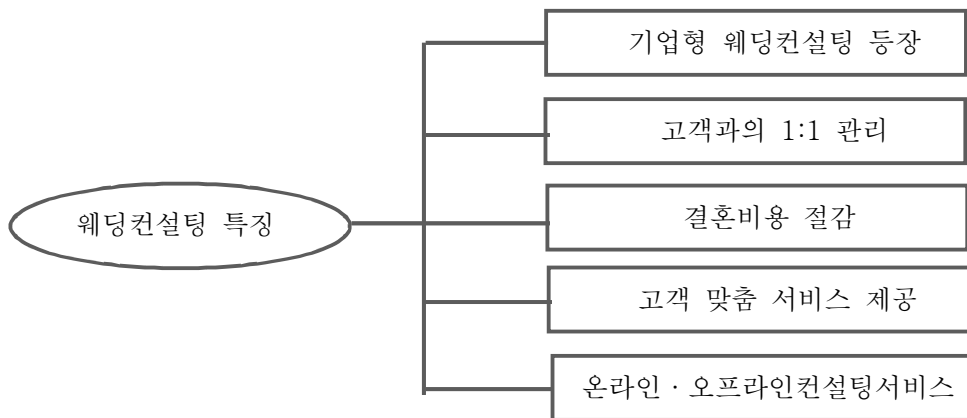 기업형 웨딩컨설팅 등장
고객과의 1:1 관리
웨딩컨설팅 특징
결혼비용 절감
고객 맞춤 서비스 제공
온라인 · 오프라인컨설팅서비스